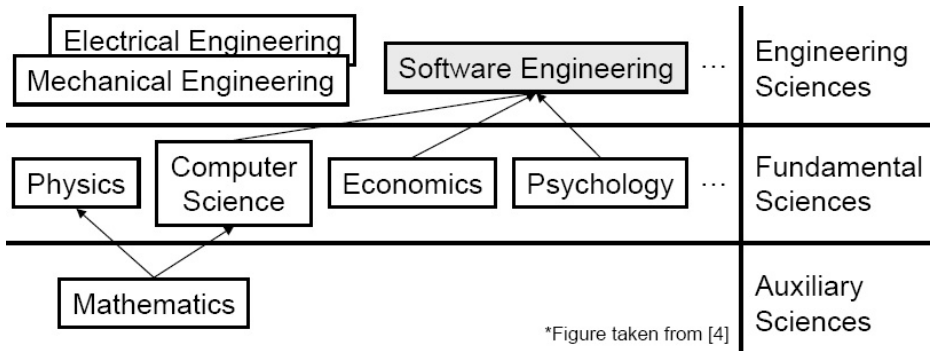 Electrical Engineering
Mechanical Engineering
Software Engineering
...
Engineering
Sciences
Physics
Computer
Science
Economics
Psychology
...
Fundamental
Sciences
Mathematics
*Figure taken from [4]
Auxiliary
Sciences